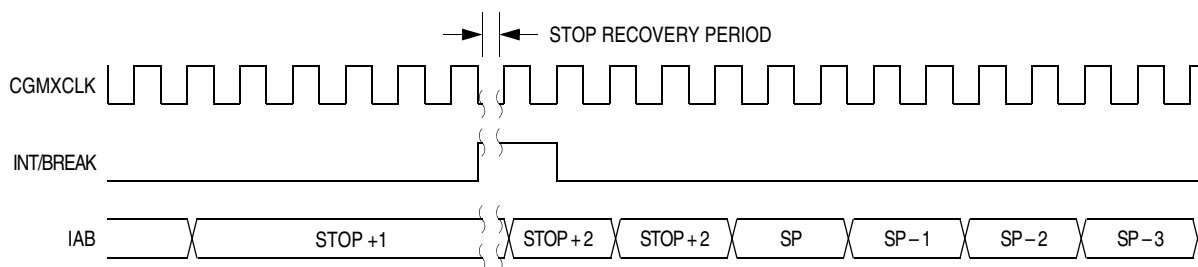 STOP RECOVERY PERIOD
CGMXCLK
INT/BREAK
IAB STOP +1 STOP + 2 STOP + 2 SP SP – 1 SP – 2 SP – 3